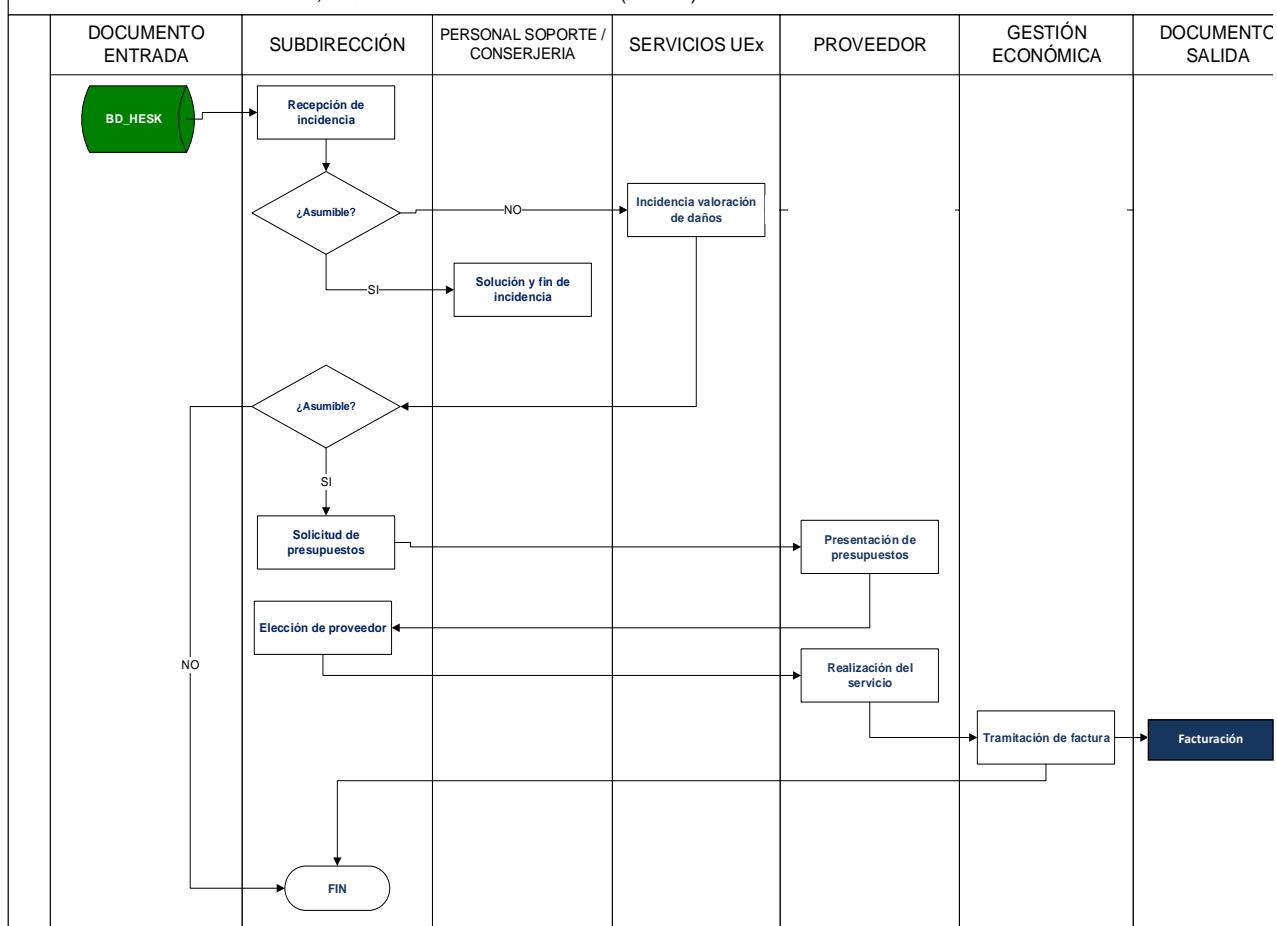 DOCUMENTO
ENTRADA
SUBDIRECCIÓN
PERSONAL SOPORTE /
CONSERJERIA
SERVICIOS UEx
PROVEEDOR
GESTIÓN
ECONÓMICA
DOCUMENTO
SALIDA
BD_HESK
Recepción de
incidencia
¿Asumible?
NO
Incidencia valoración
de daños
SI
Solución y fin de
incidencia
¿Asumible?
SI
Solicitud de
presupuestos
Presentación de
presupuestos
Elección de proveedor
NO
Realización del
servicio
Tramitación de factura
Facturación
FIN